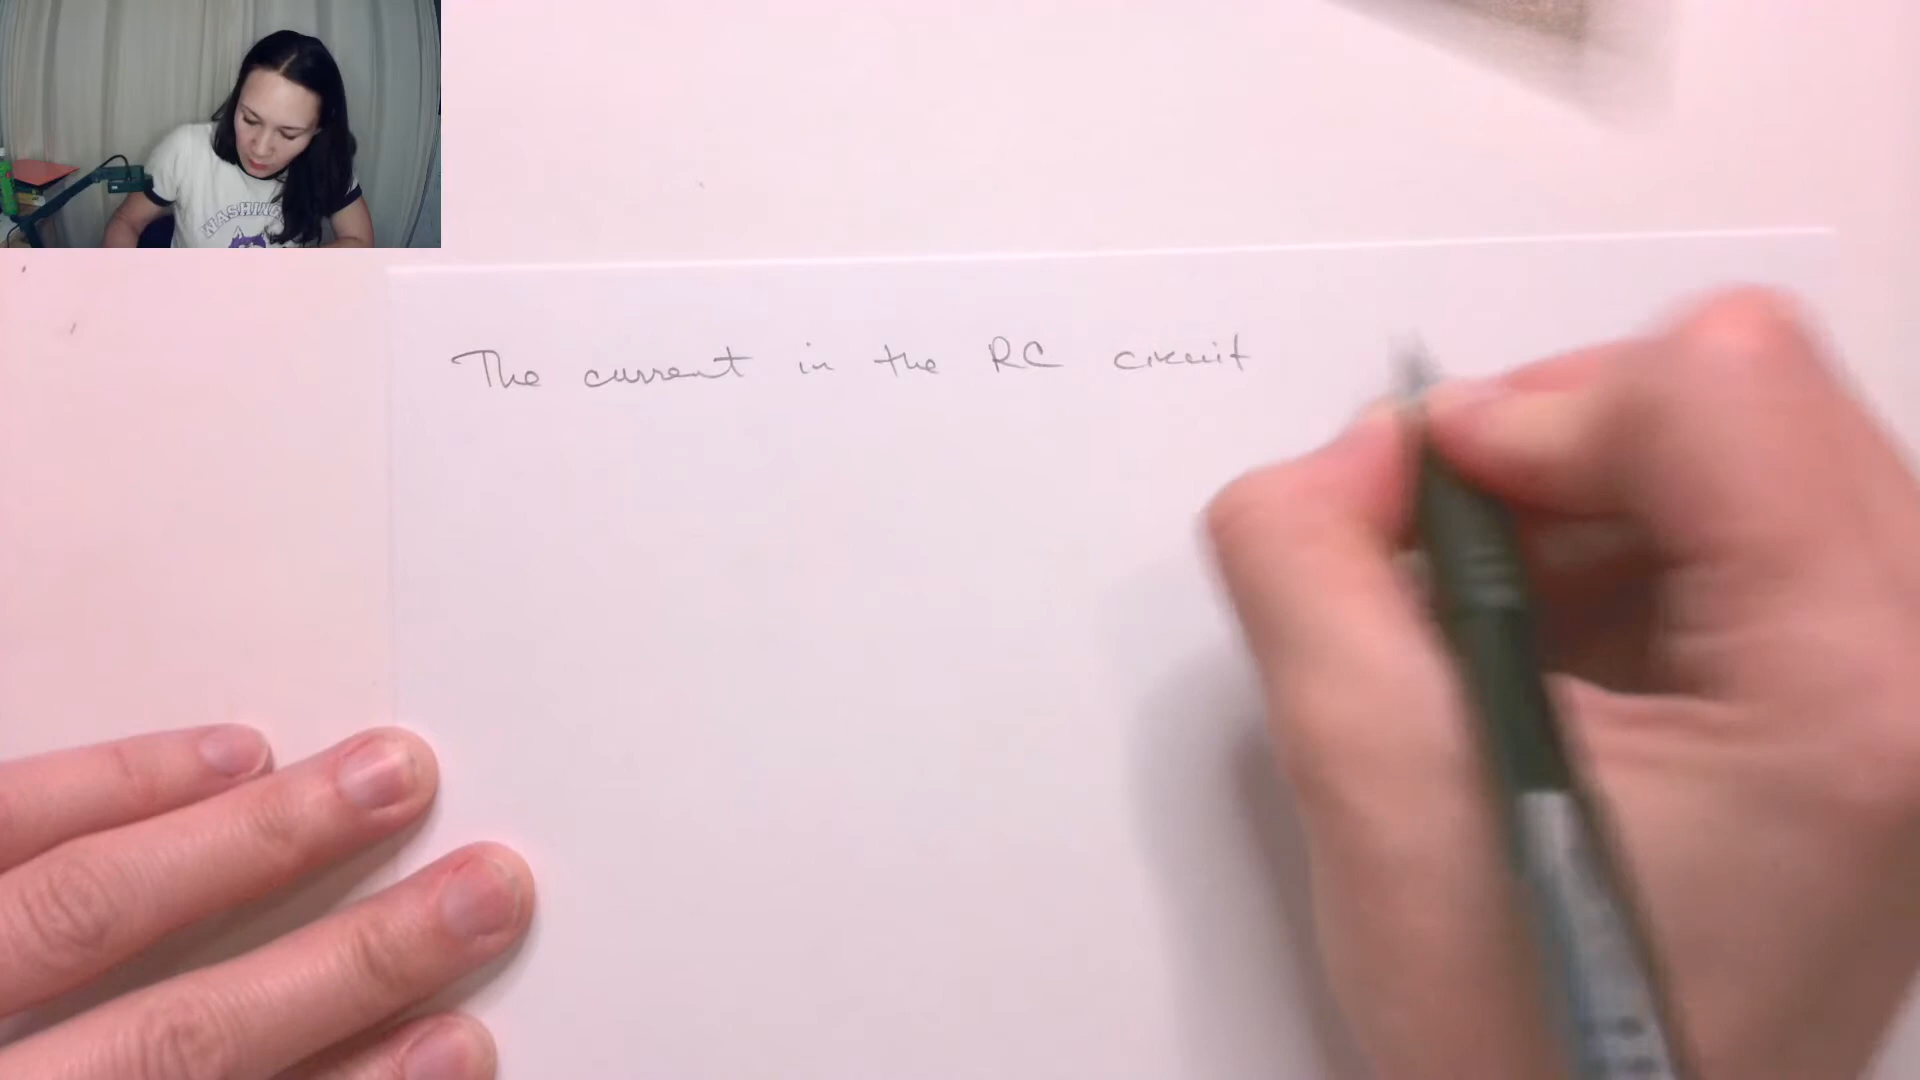 The current in the RC circuit